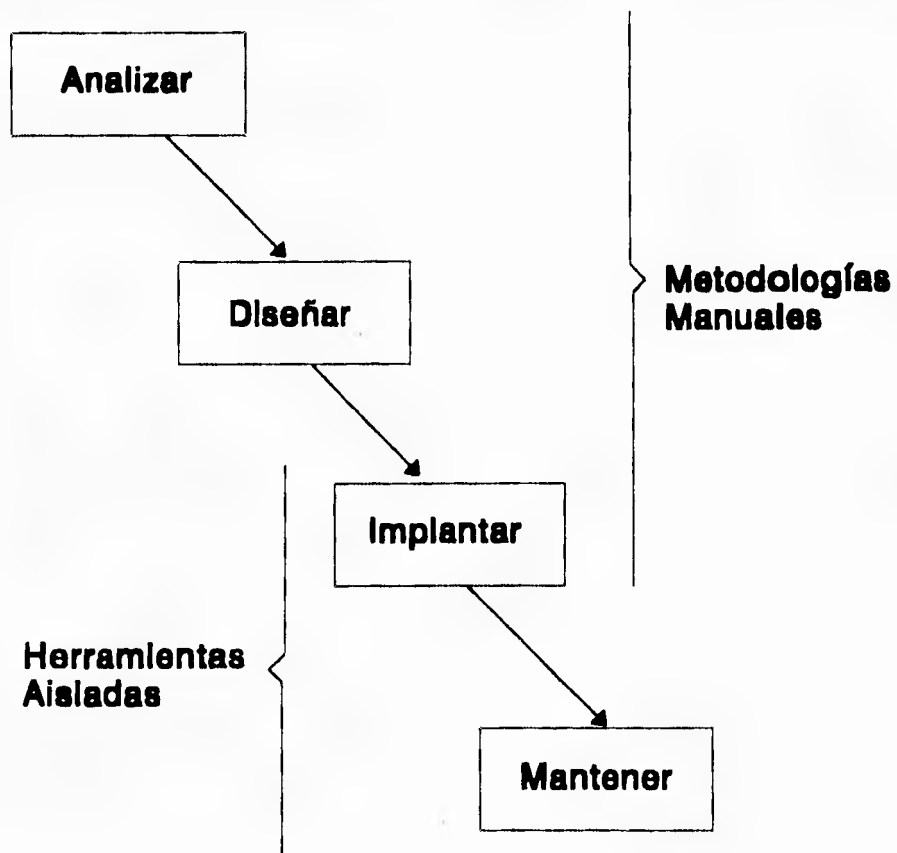 Analizar
Diseñar
Metodologías
Manuales
Implantar
Herramientas
Aisladas
Mantener